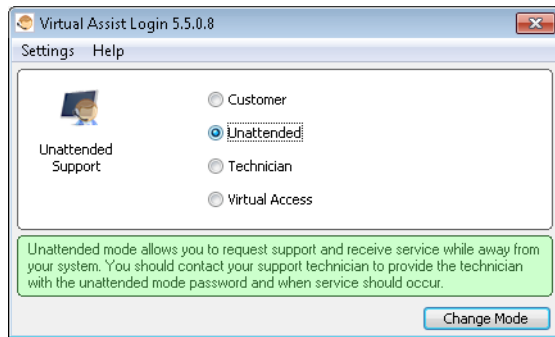 Virtual Assist Login 5.5.0.8
Settings Help
Customer
Unattended
Unattended
Support
Technician
Virtual Access
Unattended mode allows you to request support and receive service while away from
your system. You should contact your support technician to provide the technician
with the unattended mode password and when service should occur.
Change Mode